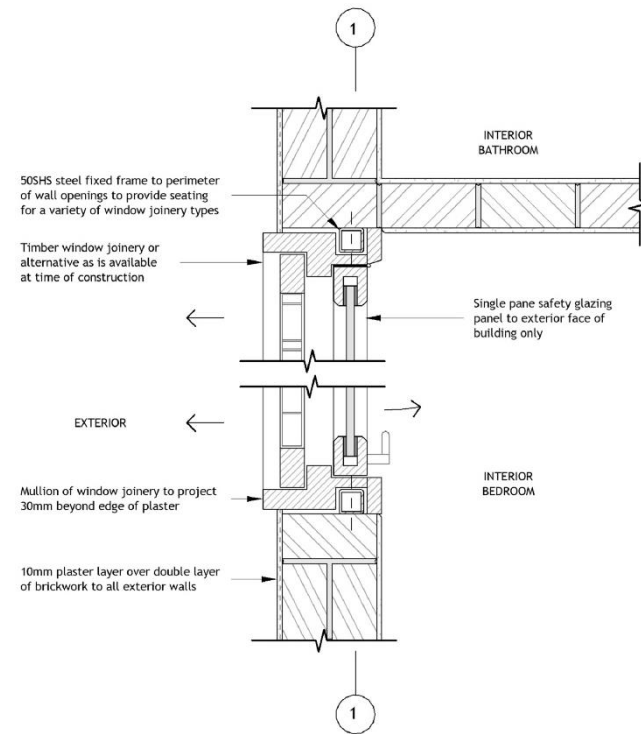 1
INTERIOR
BATHROOM
50SHS steel fixed frame to perimeter
of wall openings to provide seating
for a variety of window joinery types
Timber window joinery or
alternative as is available
at time of construction
Single pane safety glazing
panel to exterior face of
building only
EXTERIOR
INTERIOR
BEDROOM
Mullion of window joinery to project
30mm beyond edge of plaster
10mm plaster layer over double layer
of brickwork to all exterior walls
1